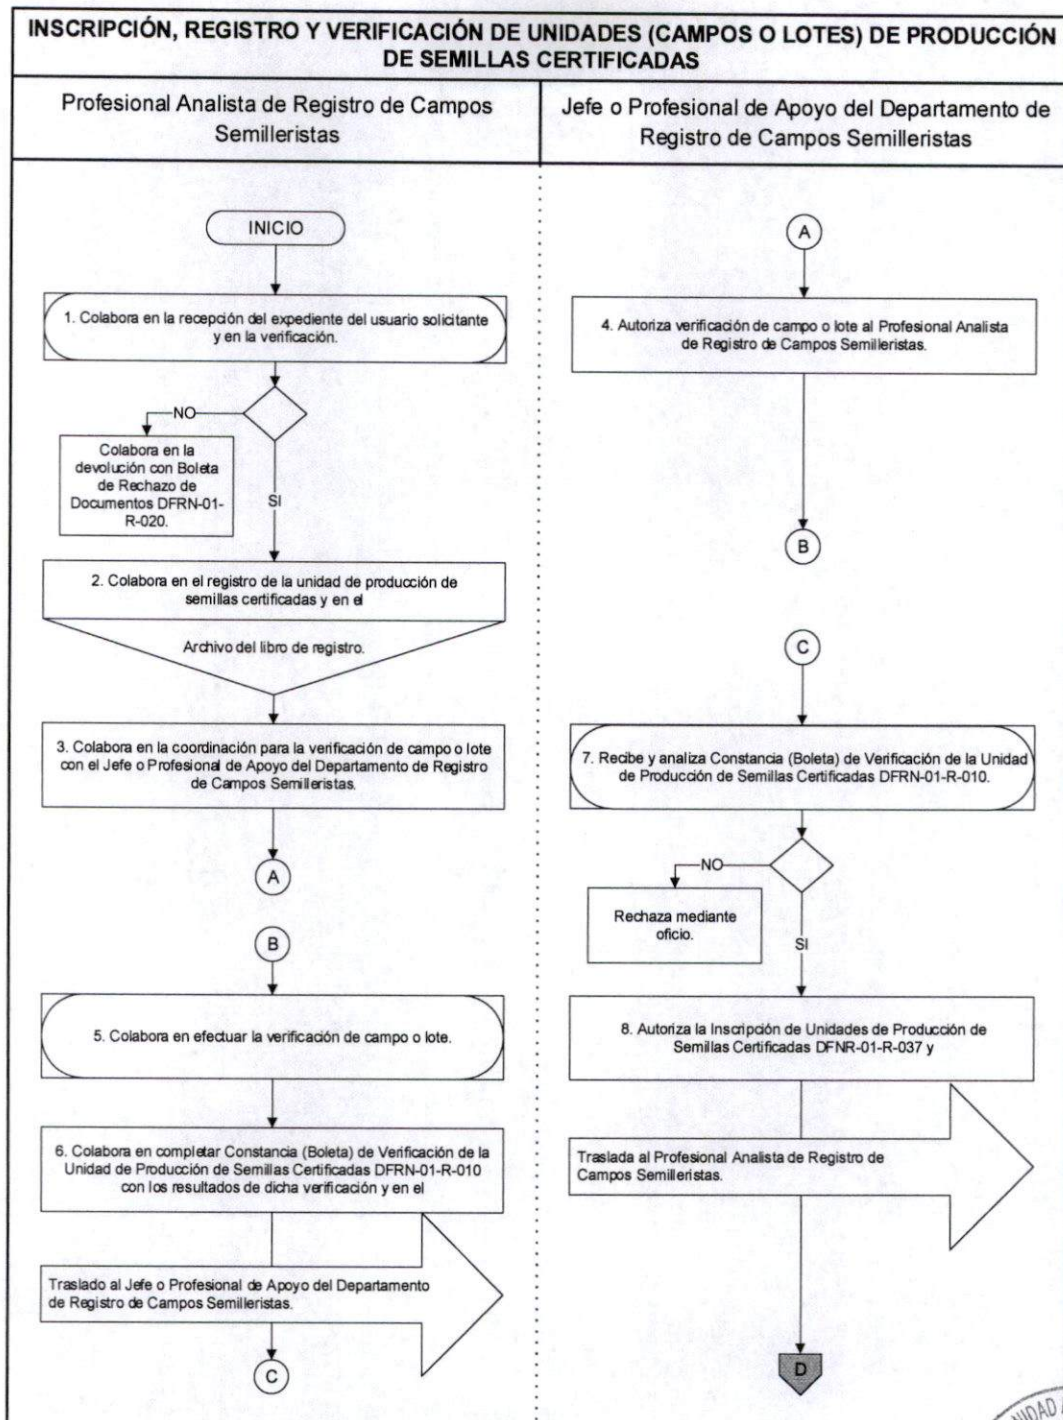 INSCRIPCIÓN, REGISTRO Y VERIFICACIÓN DE UNIDADES (CAMPOS O LOTES) DE PRODUCCIÓN
DE SEMILLAS CERTIFICADAS
Profesional Analista de Registro de Campos
Semilleristas
Jefe o Profesional de Apoyo del Departamento de
Registro de Campos Semilleristas
INICIO
1. Colabora en la recepción del expediente del usuario solicitante
y en la verificación.
NO
Colabora en la
devolución con Boleta
de Rechazo de
Documentos DFRN-01-
R-020.
SI
2. Colabora en el registro de la unidad de producción de
semillas certificadas y en el
Archivo del libro de registro.
3. Colabora en la coordinación para la verificación de campo o lote
con el Jefe o Profesional de Apoyo del Departamento de Registro
de Campos Semilleristas.
A
B
5. Colabora en efectuar la verificación de campo o lote.
6. Colabora en completar Constancia (Boleta) de Verificación de la
Unidad de Producción de Semillas Certificadas DFRN-01-R-010
con los resultados de dicha verificación y en el
Traslado al Jefe o Profesional de Apoyo del Departamento
de Registro de Campos Semilleristas.
C
A
4. Autoriza verificación de campo o lote al Profesional Analista
de Registro de Campos Semilleristas.
B
C
7. Recibe y analiza Constancia (Boleta) de Verificación de la Unidad
de Producción de Semillas Certificadas DFRN-01-R-010.
NO
Rechaza mediante
oficio.
SI
8. Autoriza la Inscripción de Unidades de Producción de
Semillas Certificadas DFNR-01-R-037 y
Traslada al Profesional Analista de Registro de
Campos Semilleristas.
D